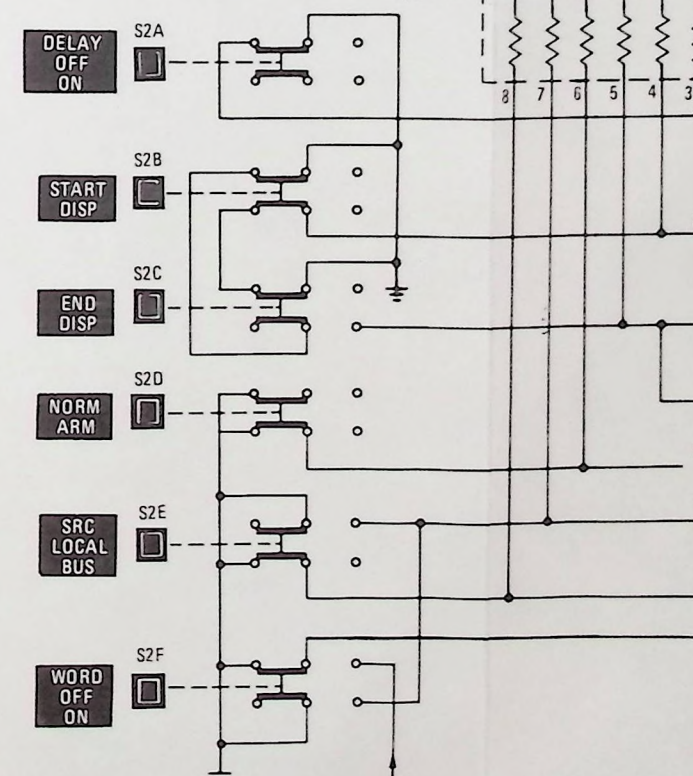 S2A
DELAY
OFF
ON
8 7 6 5 4 3
S2B
START
DISP
S2C
END
DISP
S2D
NORM
ARM
S2E
SRC
LOCAL
BUS
S2F
WORD
OFF
ON